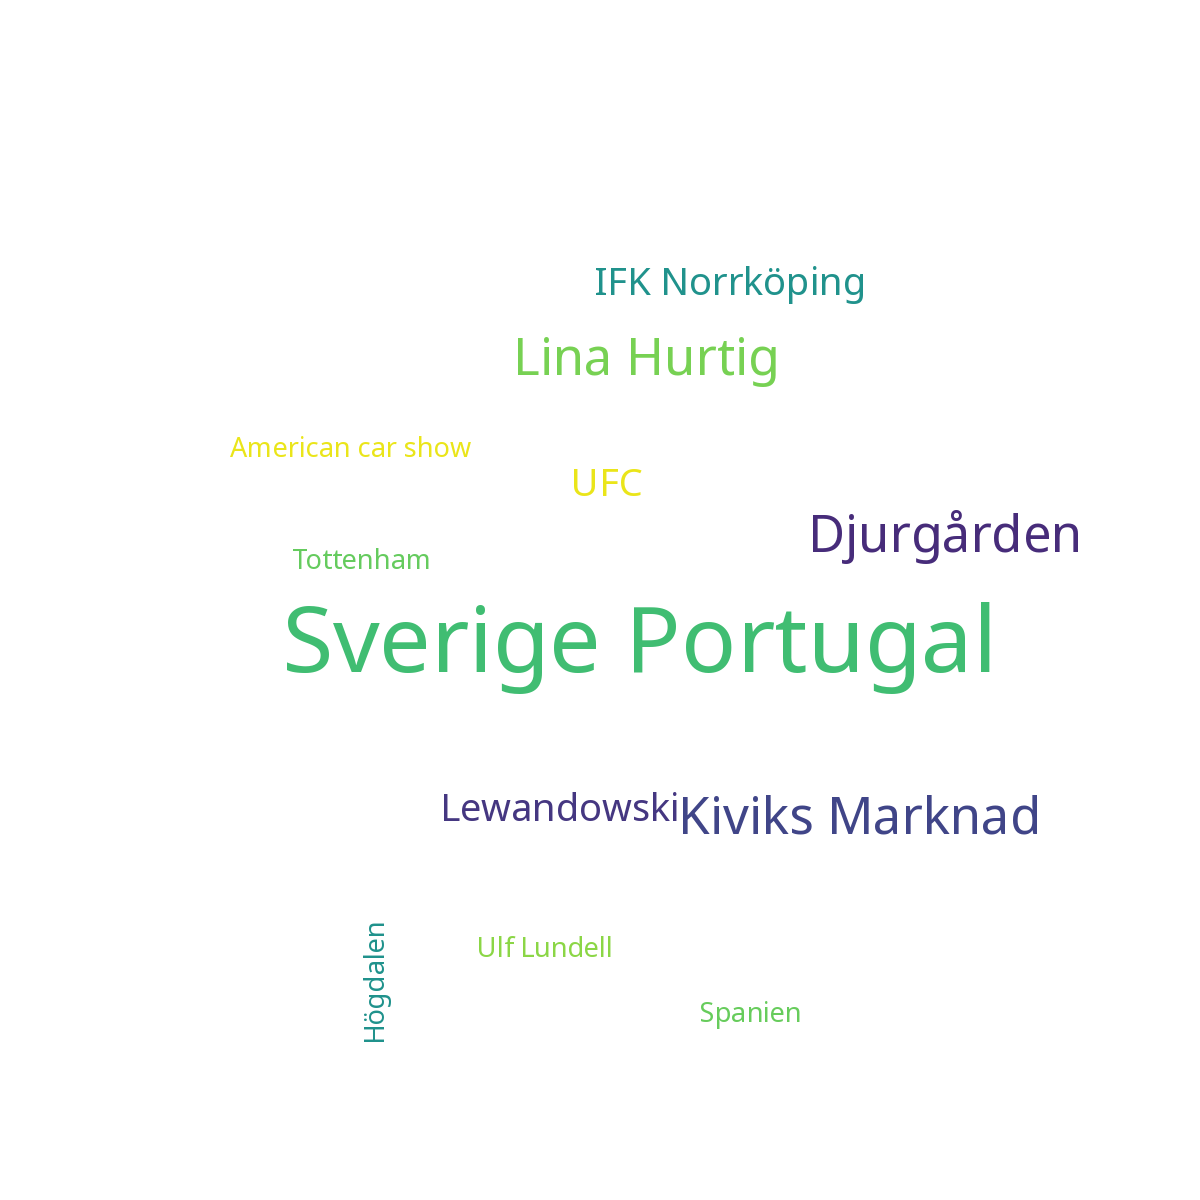 IFK Norrköping
Lina Hurtig
American car show
UFC
Djurgården
Tottenham
Sverige Portugal
Lewandowski
Kiviks Marknad
Högdalen
Ulf Lundell
Spanien